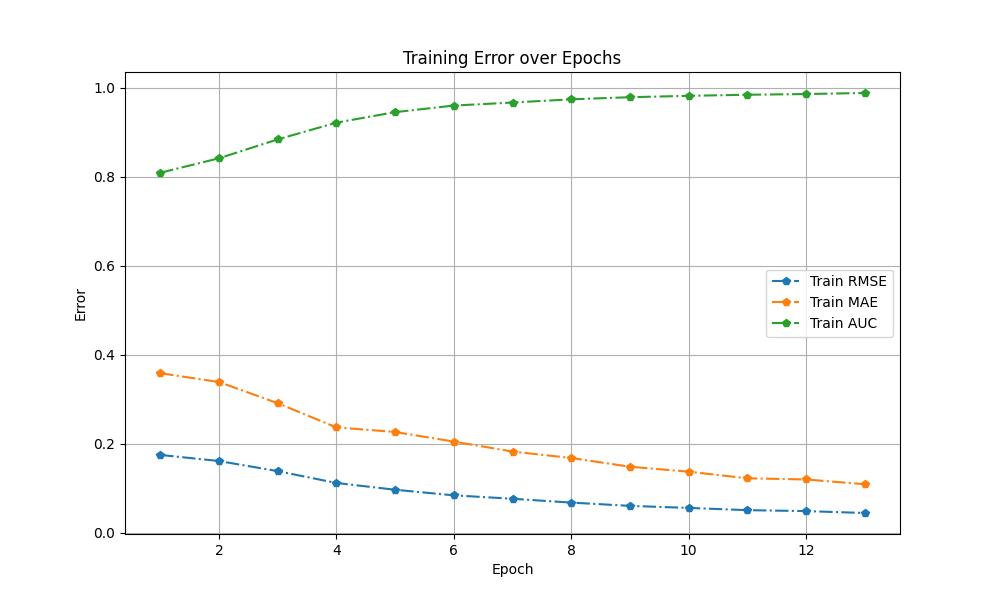 Training Error over Epochs
1.0
0.8
0.6
0.4
0.2
0.0
Error
Train RMSE
Train MAE
Train AUC
2 4 6 8 10 12
Epoch